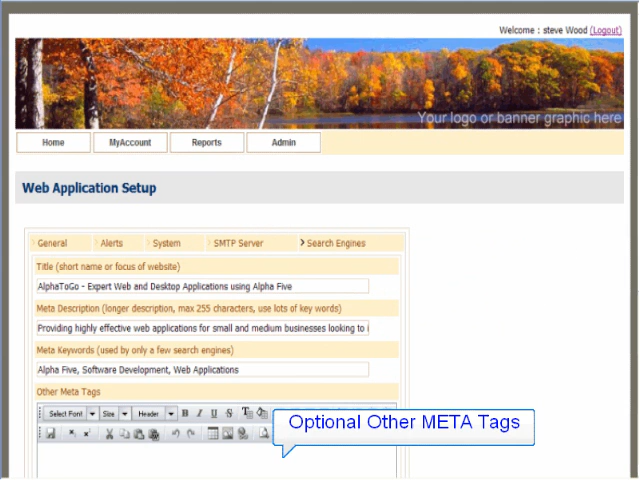 Welcome : steve Wood (Logout)
Your logo or banner graphic here
Home MyAccount Reports Admin
Web Application Setup
General Alerts System SMTP Server Search Engines
Title (short name or focus of website)
AlphaToGo - Expert Web and Desktop Applications using Alpha Five
Meta Description (longer description, max 255 characters, use lots of key words)
Providing highly effective web applications for small and medium businesses looking to
Meta Keywords (used by only a few search engines)
Alpha Five, Software Development, Web Applications
Other Meta Tags
Select Font Size Header B I U S
Optional Other META Tags